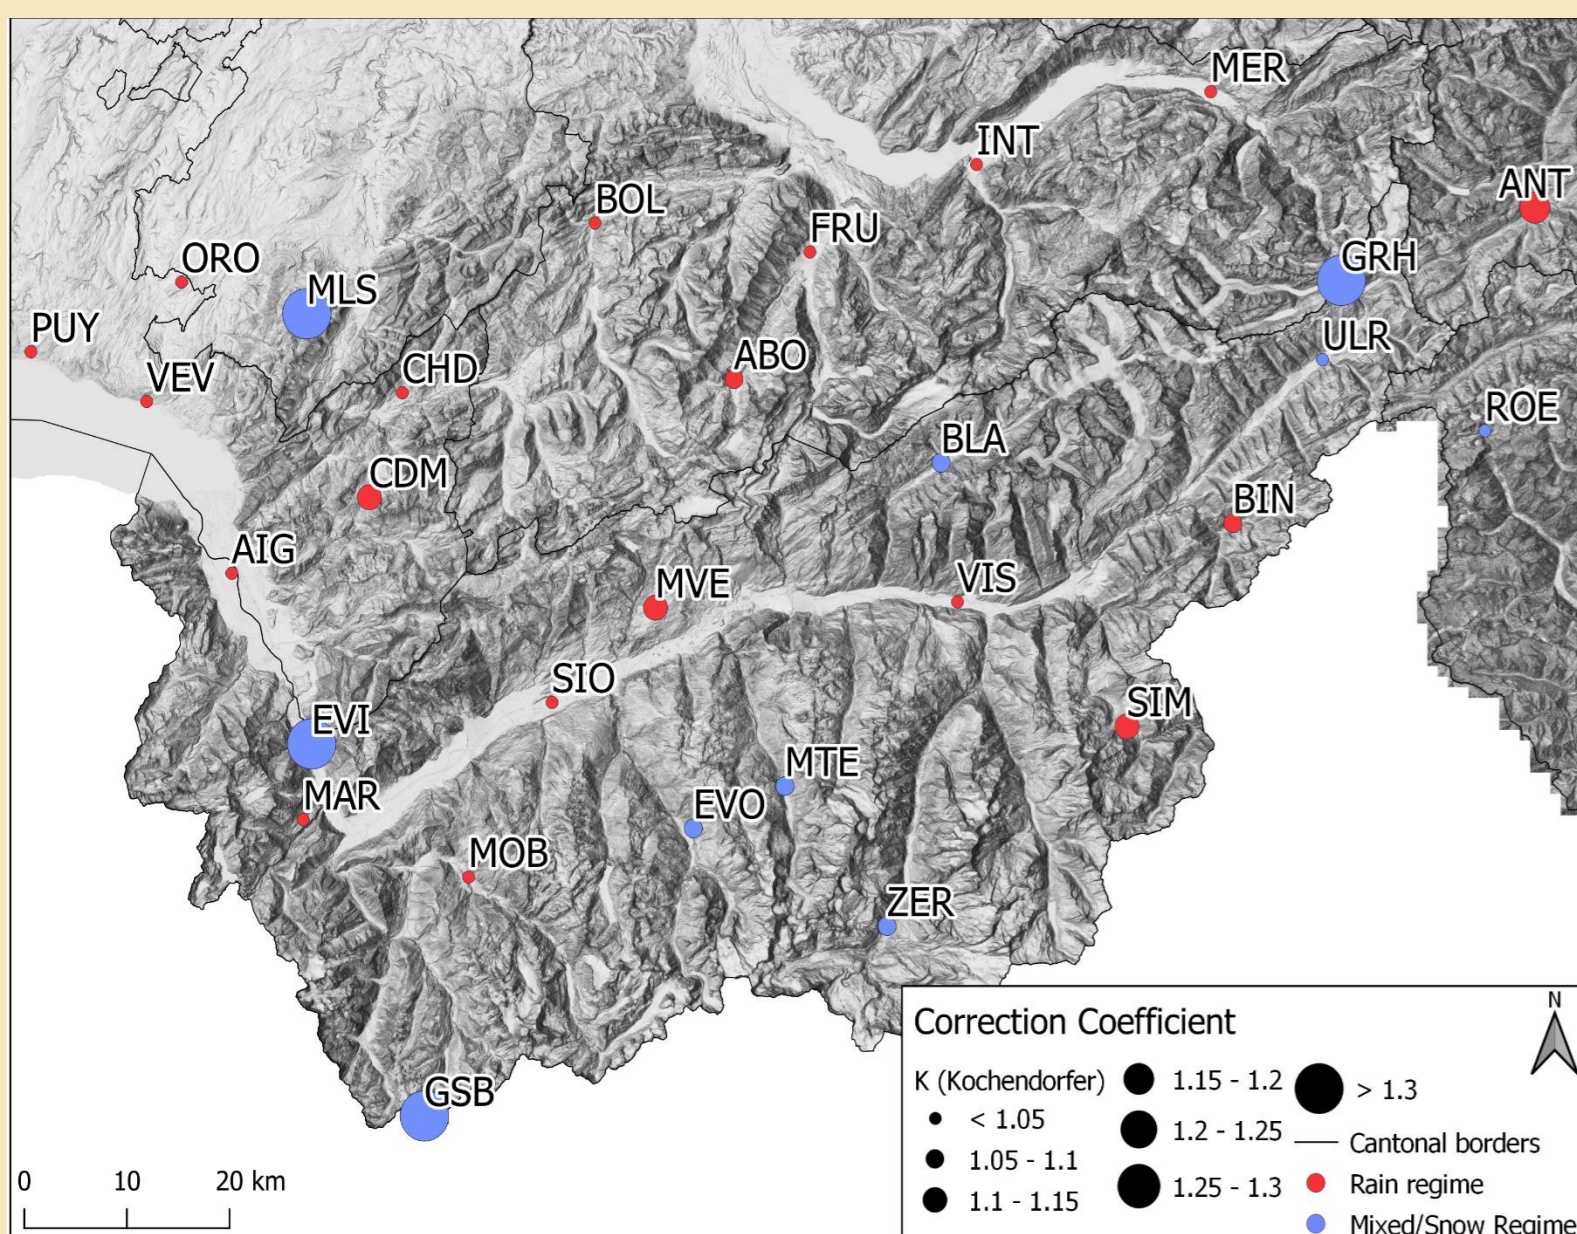 MER
INT
ANT
BOL
FRU
ORO
GRH
MLS
PUY
ULR
VEV
CHD
ABO
ROE
BLA
CDM
BIN
AIG
MVE
VIS
SIO
SIM
EVI
MTE
MAR
EVO
MOB
ZER
GSB
0 10 20 km
Correction Coefficient
N
K (Kochendorfer)
< 1.05
1.05 - 1.1
1.1 - 1.15
1.15 - 1.2
1.2 - 1.25
1.25 - 1.3
> 1.3
Cantonal borders
Rain regime
Mixed/Snow Regime